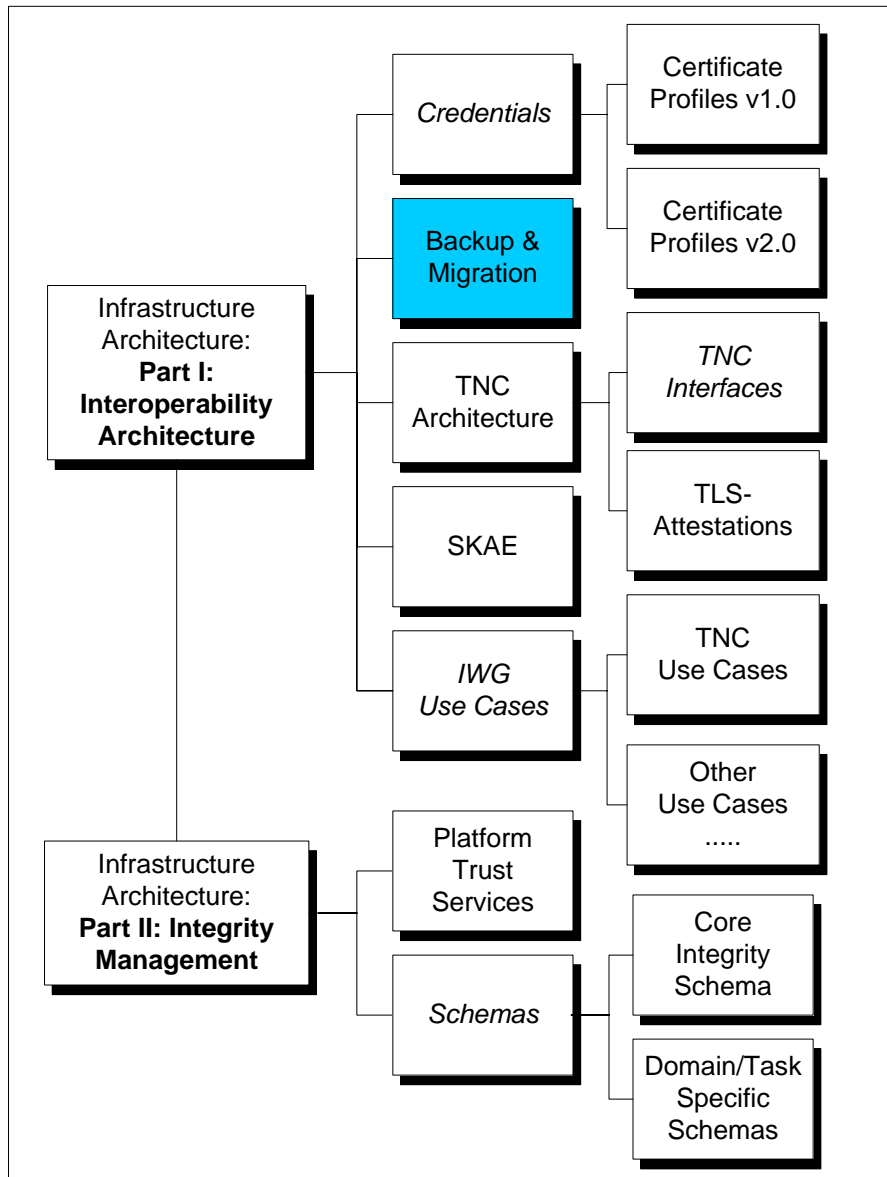 Credentials
Certificate
Profiles v1.0
Certificate
Profiles v2.0
Backup &
Migration
Infrastructure
Architecture:
Part I:
Interoperability
Architecture
TNC
Architecture
TNC
Interfaces
TLS-
Attestations
SKAE
IWG
Use Cases
TNC
Use Cases
Other
Use Cases
.....
Infrastructure
Architecture:
Part II: Integrity
Management
Platform
Trust
Services
Schemas
Core
Integrity
Schema
Domain/Task
Specific
Schemas